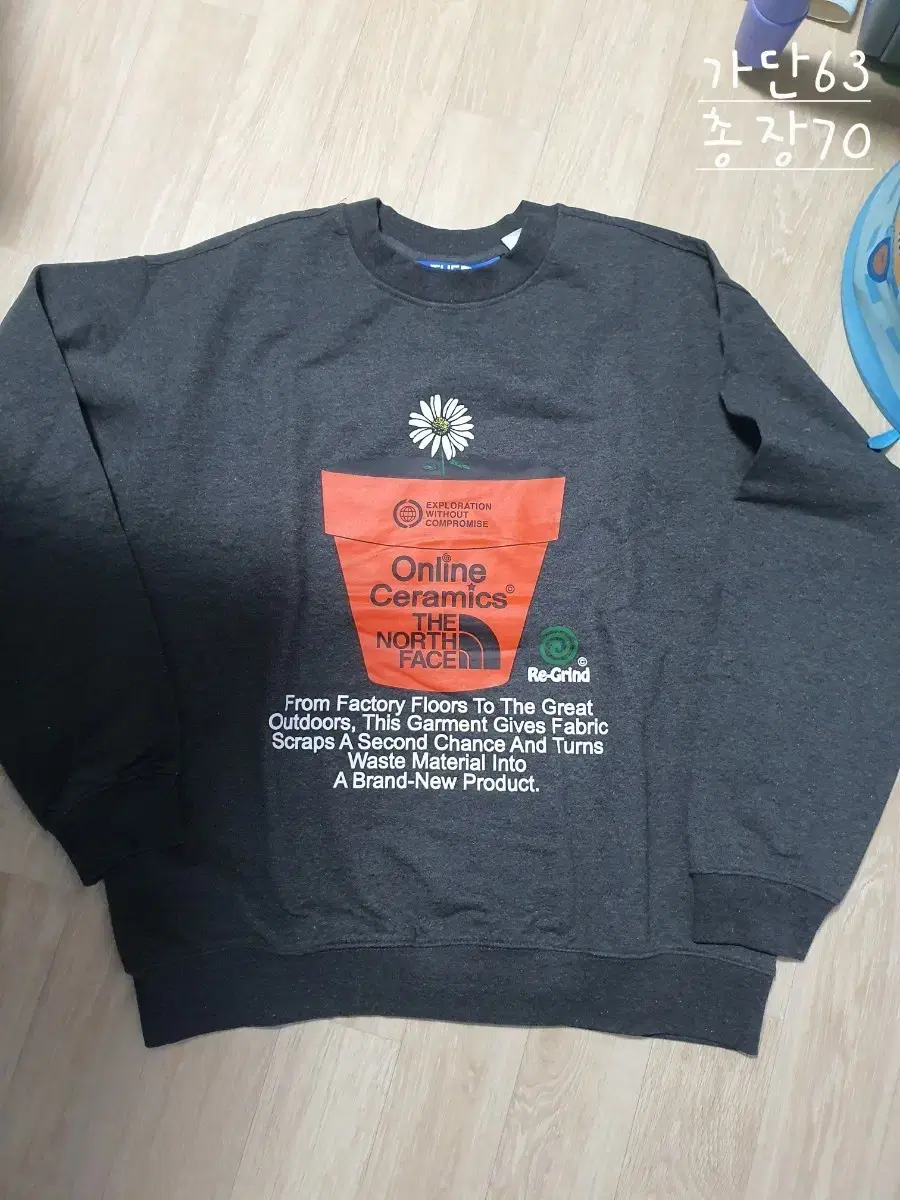 가단63
총장70
THE
EXPLORATION
WITHOUT
COMPROMISE
Online
Ceramics©
THE
NORTH
FACE
©
Re-Grind
From Factory Floors To The Great
Outdoors, This Garment Gives Fabric
Scraps A Second Chance And Turns
Waste Material Into
A Brand-New Product.